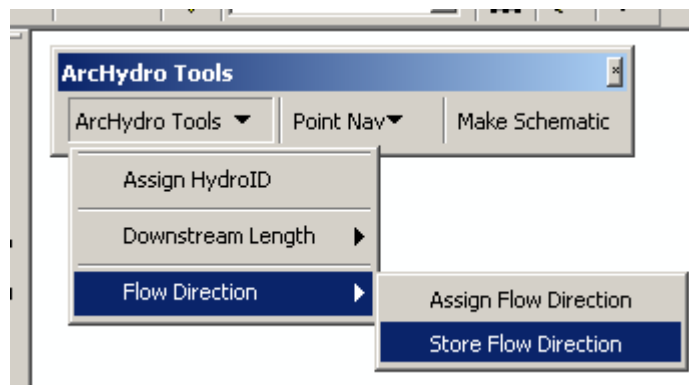 ArcHydro Tools
ArcHydro Tools Point Nav Make Schematic
Assign HydroID
Downstream Length
Flow Direction
Assign Flow Direction
Store Flow Direction